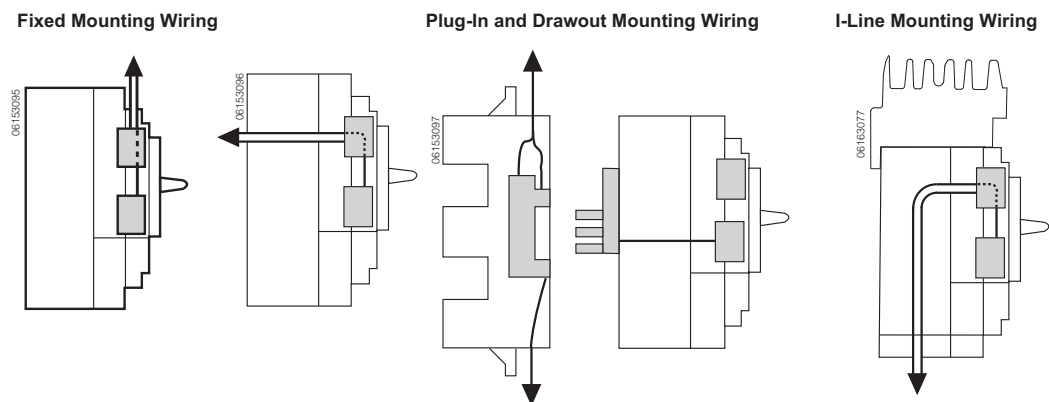 Fixed Mounting Wiring
Plug-In and Drawout Mounting Wiring
I-Line Mounting Wiring
06153095
06153096
06153097
06163077